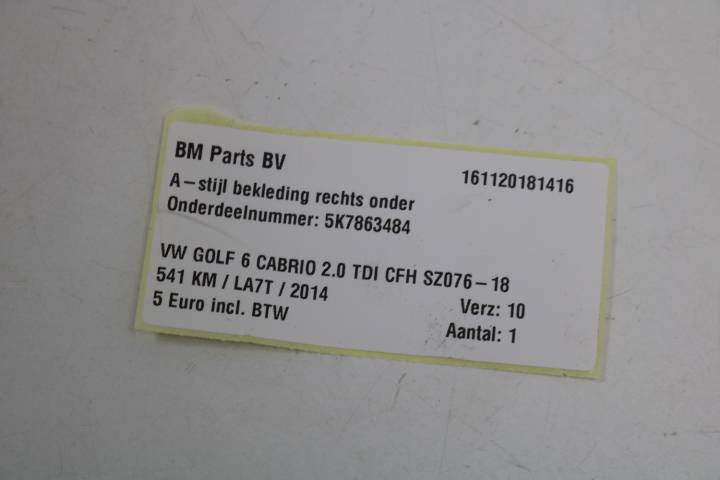 BM Parts BV 161120181416
A-stijl bekleding rechts onder
Onderdeelnummer: 5K7863484
VW GOLF 6 CABRIO 2.0 TDI CFH SZ076-18
541 KM / LA7T / 2014 Verz: 10
5 Euro incl. BTW Aantal: 1